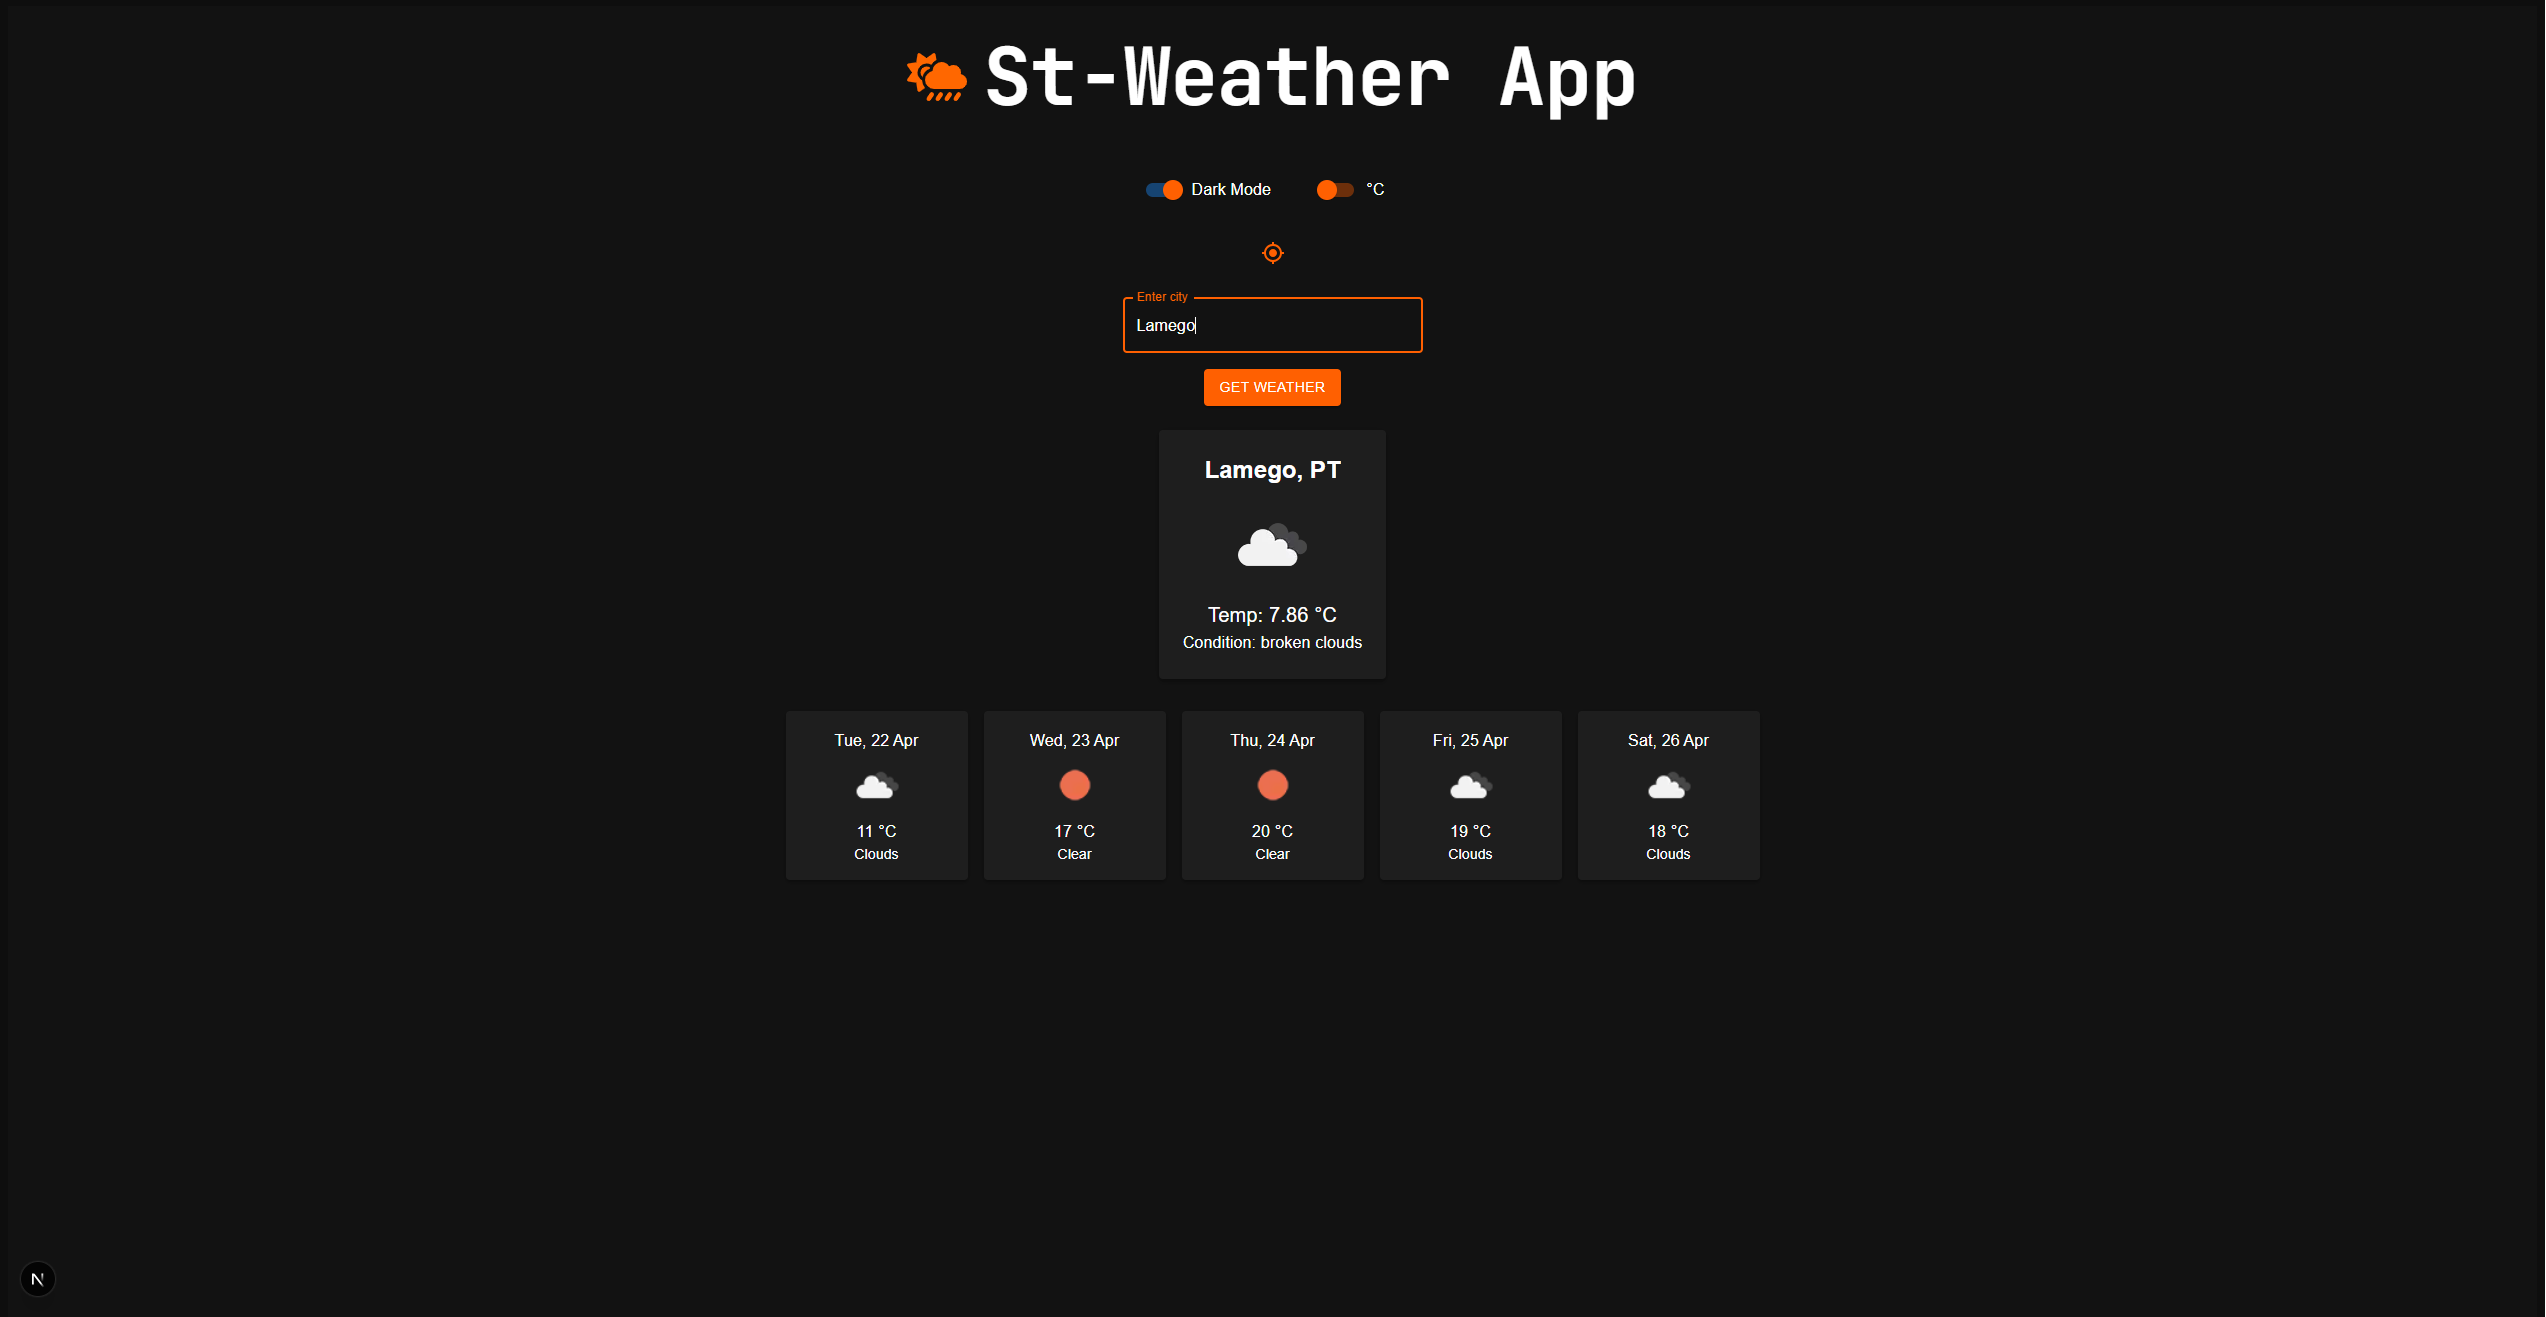 St-Weather App
Dark Mode °C
Enter city
Lamego
GET WEATHER
Lamego, PT
Temp: 7.86 °C
Condition: broken clouds
Tue, 22 Apr
11 °C
Clouds
Wed, 23 Apr
17 °C
Clear
Thu, 24 Apr
20 °C
Clear
Fri, 25 Apr
19 °C
Clouds
Sat, 26 Apr
18 °C
Clouds
N